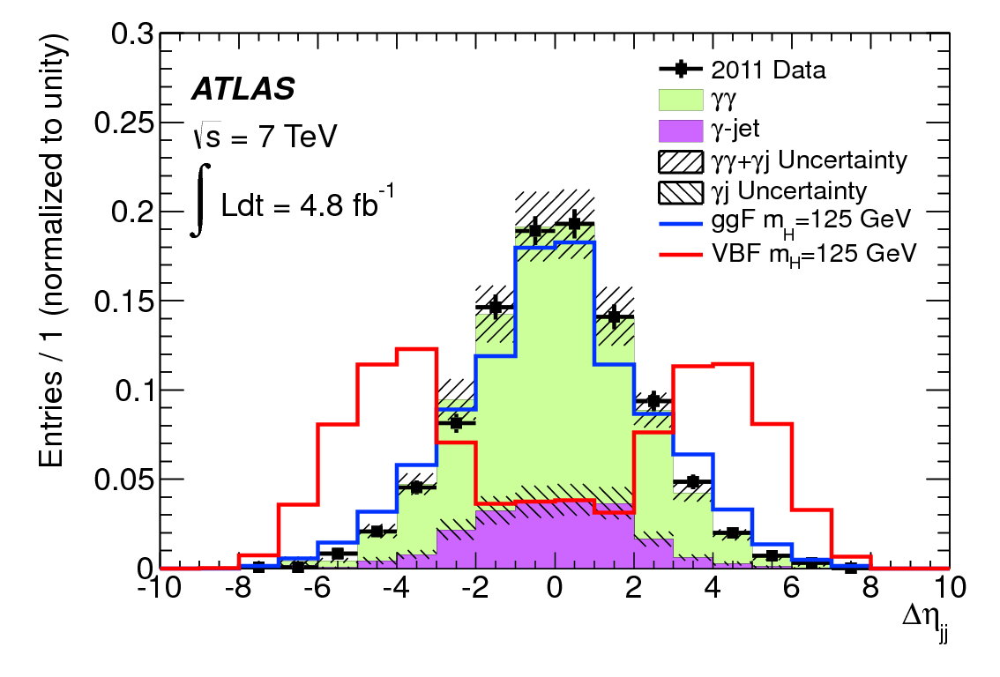 Entries / 1 (normalized to unity)
0.3
0.25
0.2
0.15
0.1
0.05
0
ATLAS
√s = 7 TeV
∫ Ldt = 4.8 fb-1
2011 Data
γγ
γ-jet
γγ+γj Uncertainty
γj Uncertainty
ggF mH=125 GeV
VBF mH=125 GeV
-10 -8 -6 -4 -2 0 2 4 6 8 10
Δηjj